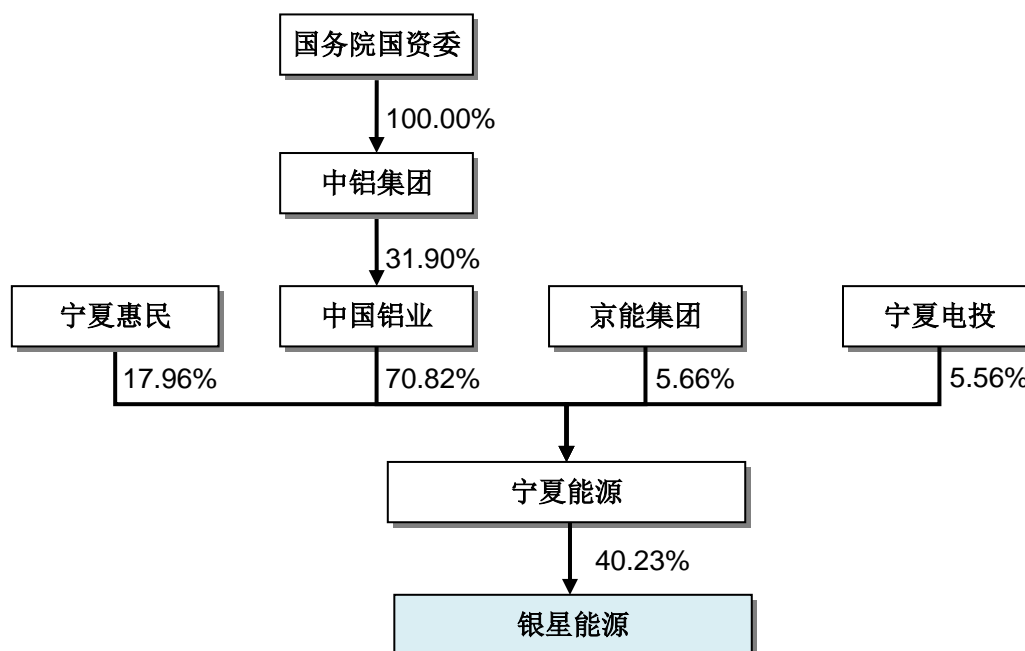 国务院国资委
100.00%
中铝集团
31.90%
宁夏惠民
中国铝业
京能集团
宁夏电投
17.96%
70.82%
5.66%
5.56%
宁夏能源
40.23%
银星能源